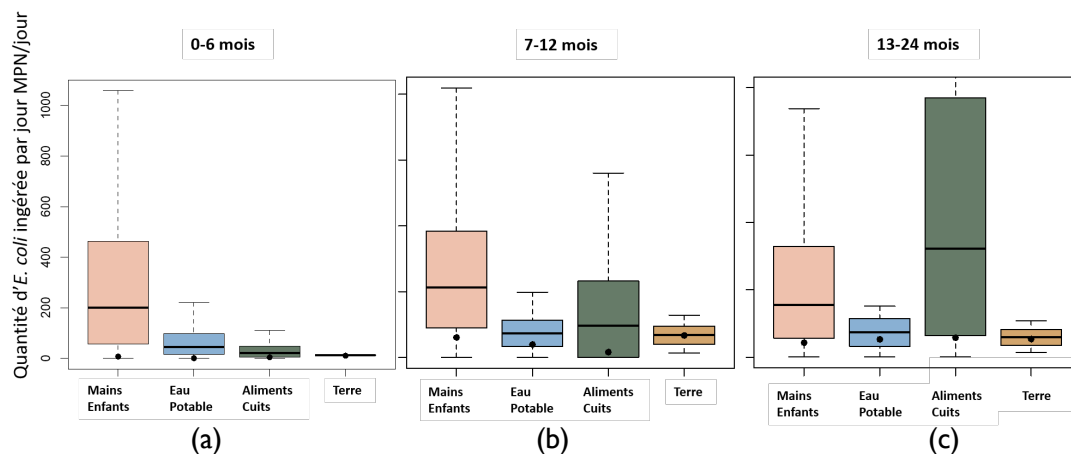 0-6 mois
7-12 mois
13-24 mois
Quantité d'E. coli ingérée par jour MPN/jour
1000
800
600
400
200
0
Mains Enfants
Eau Potable
Aliments Cuits
Terre
Mains Enfants
Eau Potable
Aliments Cuits
Terre
Mains Enfants
Eau Potable
Aliments Cuits
Terre
(a)
(b)
(c)